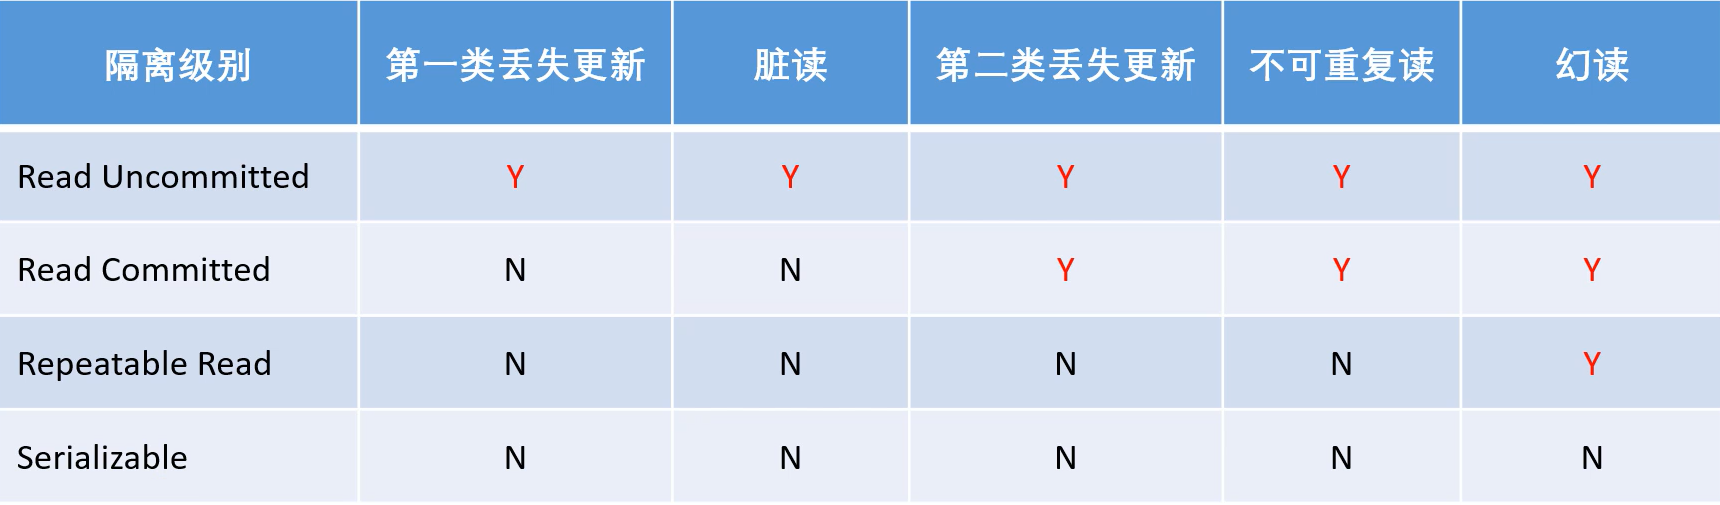 隔离级别 第一类丢失更新 脏读 第二类丢失更新 不可重复读 幻读
Read Uncommitted Y Y Y Y Y
Read Committed N N Y Y Y
Repeatable Read N N N N Y
Serializable N N N N N